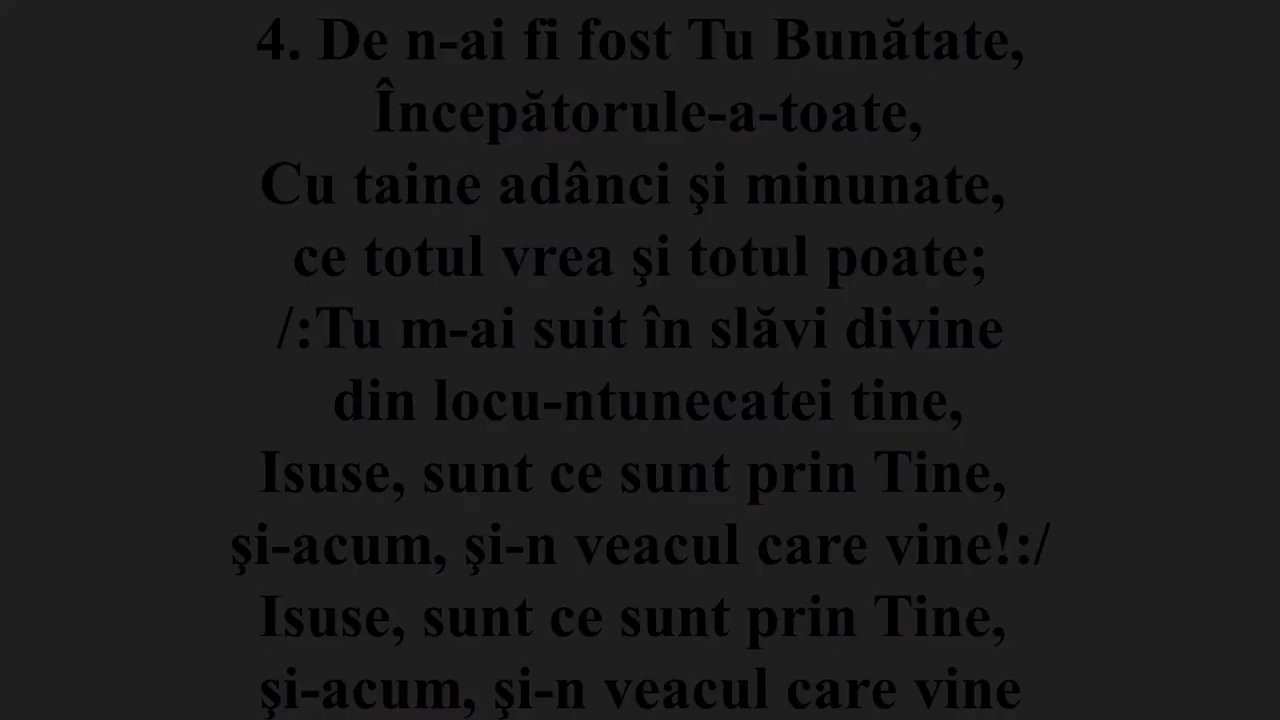 4. De n-ai fi fost Tu Bunătate,
Începătorule-a-toate,
Cu taine adânci şi minunate,
ce totul vrea şi totul poate;
/:Tu m-ai suit în slăvi divine
din locu-ntunecatei tine,
Isuse, sunt ce sunt prin Tine,
şi-acum, şi-n veacul care vine!:/
Isuse, sunt ce sunt prin Tine,
şi-acum, şi-n veacul care vine